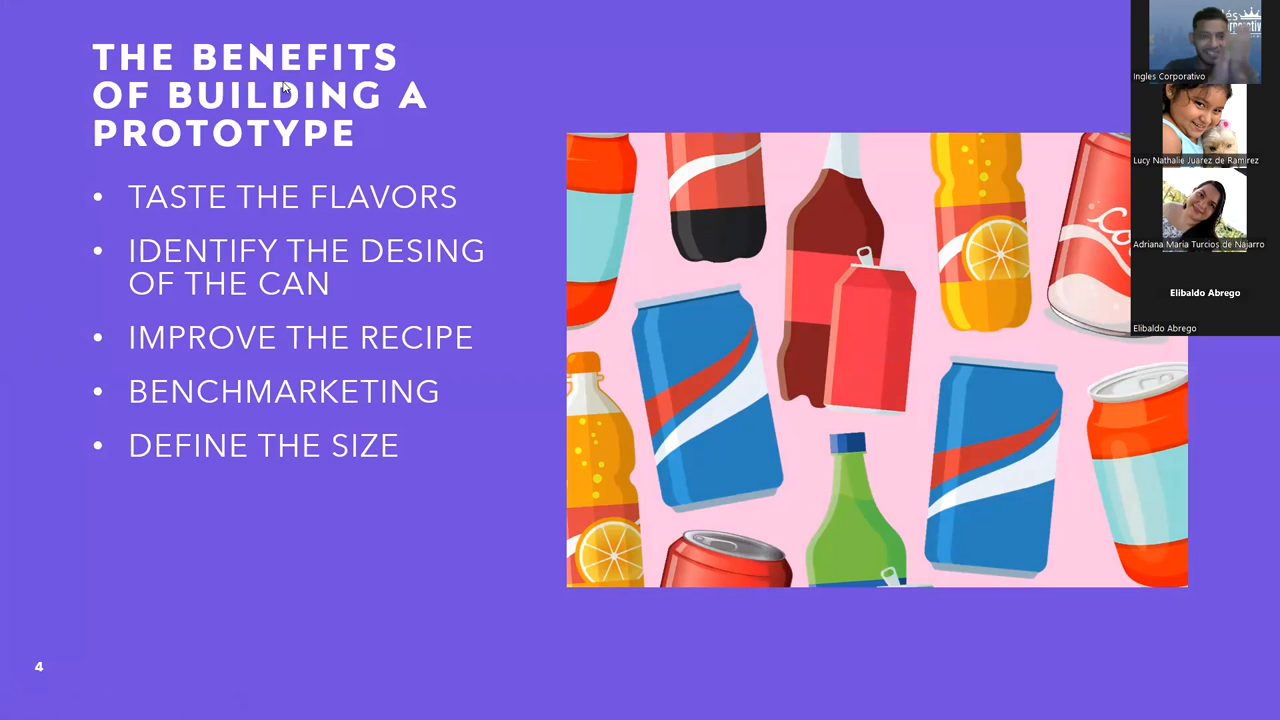 THE BENEFITS
OF BUILDING A
PROTOTYPE
• TASTE THE FLAVORS
• IDENTIFY THE DESING
OF THE CAN
• IMPROVE THE RECIPE
• BENCHMARKETING
• DEFINE THE SIZE
4
Ingles Corporativo
Lucy Nathalie Juarez de Ramirez
Adriana María Turcios de Najarro
Elibaldo Abrego
Elibaldo Abrego